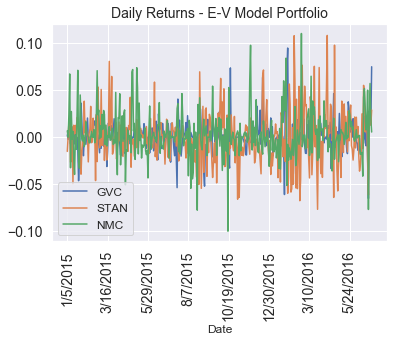 Daily Returns - E-V Model Portfolio
0.10
0.05
0.00
−0.05
−0.10
GVC
STAN
NMC
1/5/2015
3/16/2015
5/29/2015
8/7/2015
10/19/2015
12/30/2015
3/10/2016
5/24/2016
Date